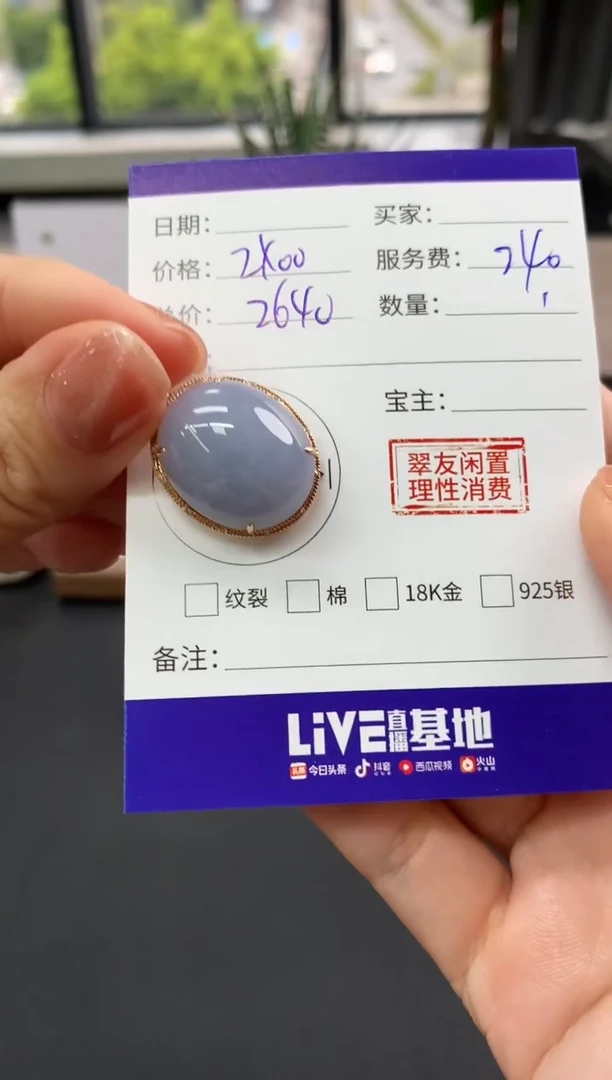 日期： 买家：
价格：2400 服务费：240
价：2640 数量：1
宝主：
翠友闲置
理性消费
纹裂 棉 18K金 925银
备注：
LiVE直播基地
头条 今日头条 抖音 西瓜视频 火山